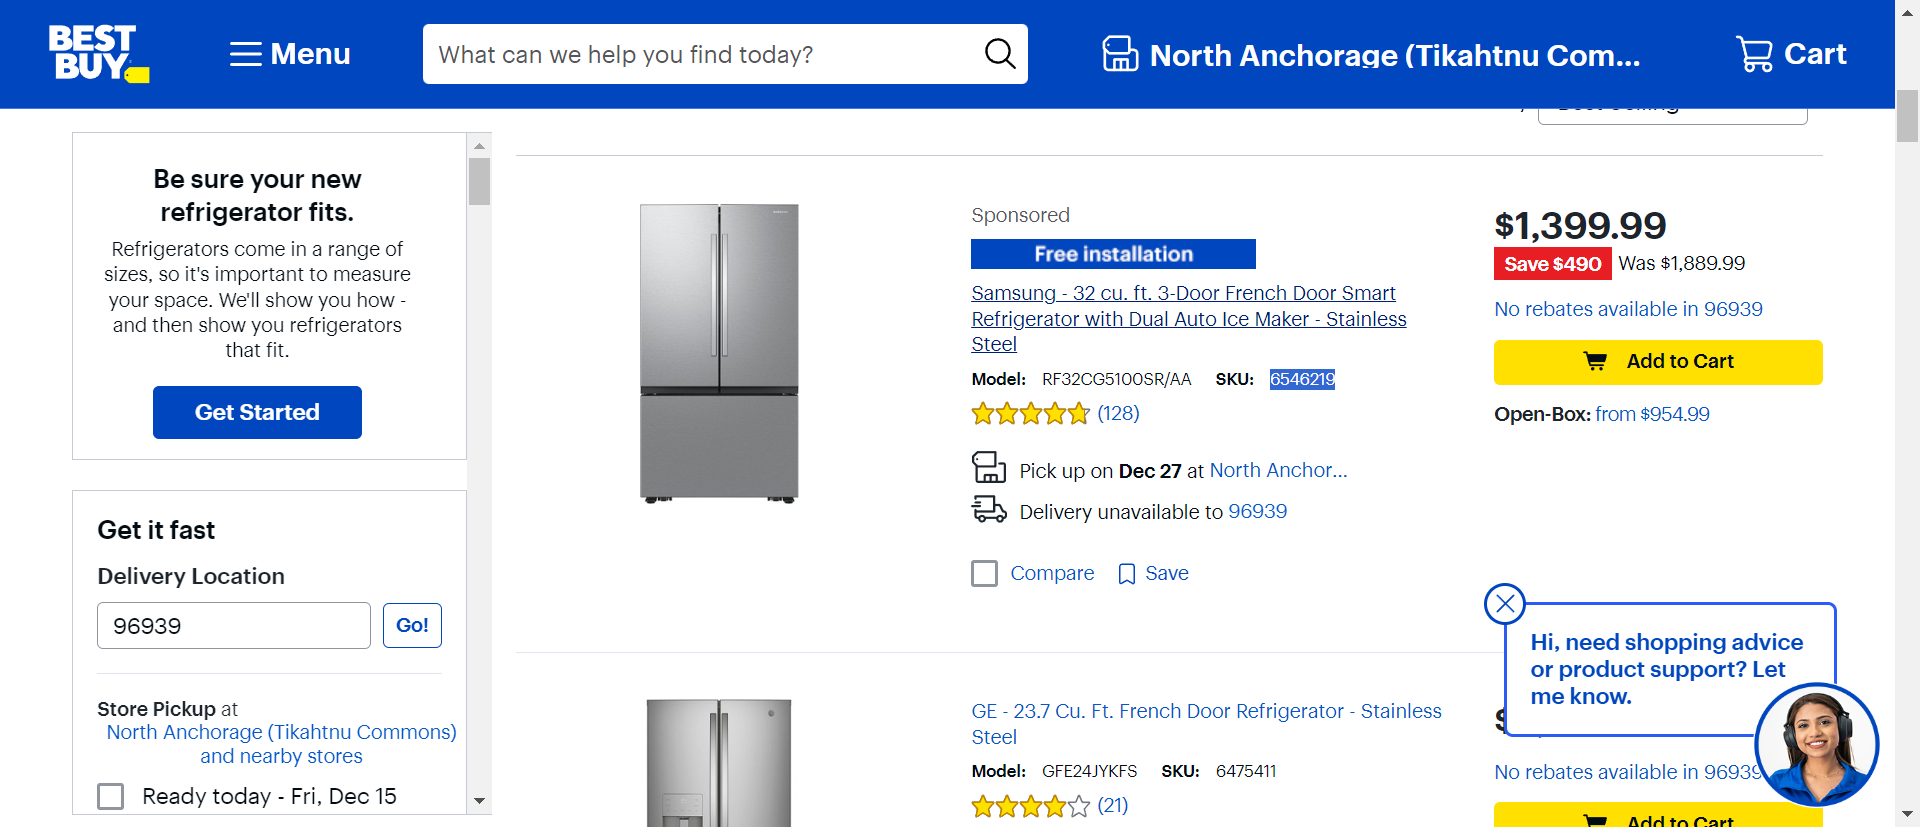 BEST
BUY
Menu
What can we help you find today?
North Anchorage (Tikahtnu Com...
Cart
Be sure your new
refrigerator fits.
Refrigerators come in a range of
sizes, so it's important to measure
your space. We'll show you how -
and then show you refrigerators
that fit.
Get Started
Get it fast
Delivery Location
96939
Go!
Store Pickup at
North Anchorage (Tikahtnu Commons)
and nearby stores
Ready today - Fri, Dec 15
Sponsored
Free installation
Samsung - 32 cu. ft. 3-Door French Door Smart
Refrigerator with Dual Auto Ice Maker - Stainless
Steel
Model: RF32CG5100SR/AA SKU: 6546219
(128)
Pick up on Dec 27 at North Anchor...
Delivery unavailable to 96939
Compare Save
$1,399.99
Save $490 Was $1,889.99
No rebates available in 96939
Add to Cart
Open-Box: from $954.99
GE - 23.7 Cu. Ft. French Door Refrigerator - Stainless
Steel
Model: GFE24JYKFS SKU: 6475411
(21)
Hi, need shopping advice
or product support? Let
me know.
No rebates available in 96939
Add to Cart